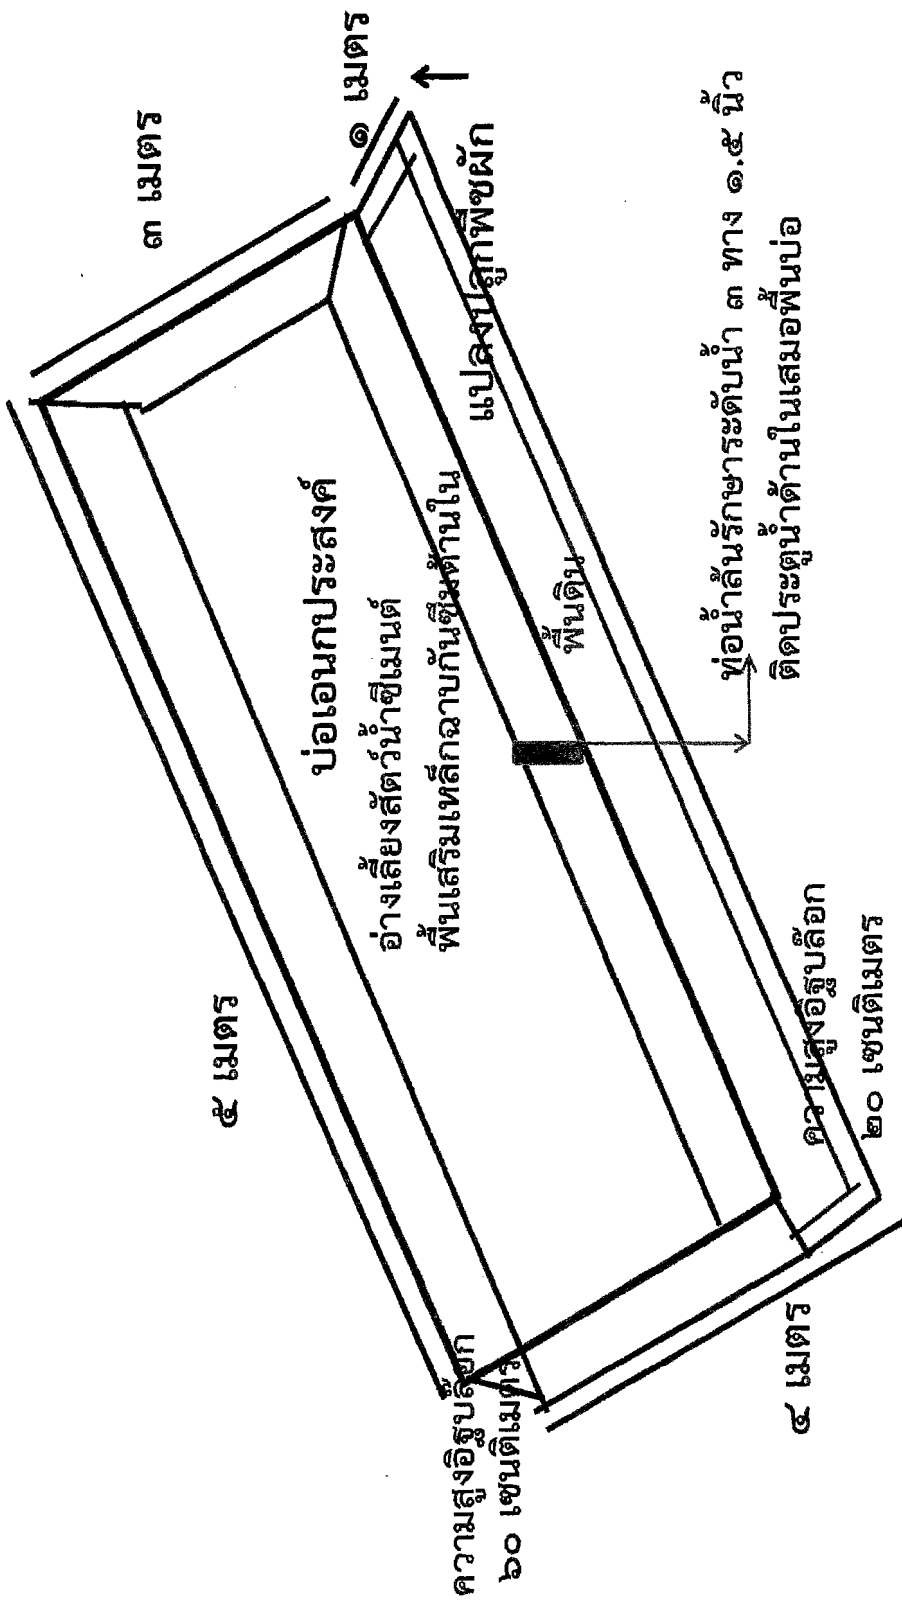 ๓ เมตร
๕ เมตร
บ่อเอนกประสงค์
๑ เมตร
อ่างเลี้ยงสัตว์น้ำซีเมนต์
พื้นเสริมเหล็กฉาบกันซึมด้านใน
ความสูงอิฐบล็อก
๖๐ เซนติเมตร
แปลงปลูกพืชผัก
พื้นดิน
ท่อน้ำล้นรักษาระดับน้ำ ๓ ทาง ๑.๕ นิ้ว
ติดประตูน้ำด้านในเสมอพื้นบ่อ
๔ เมตร
ความสูงอิฐบล็อก
๒๐ เซนติเมตร